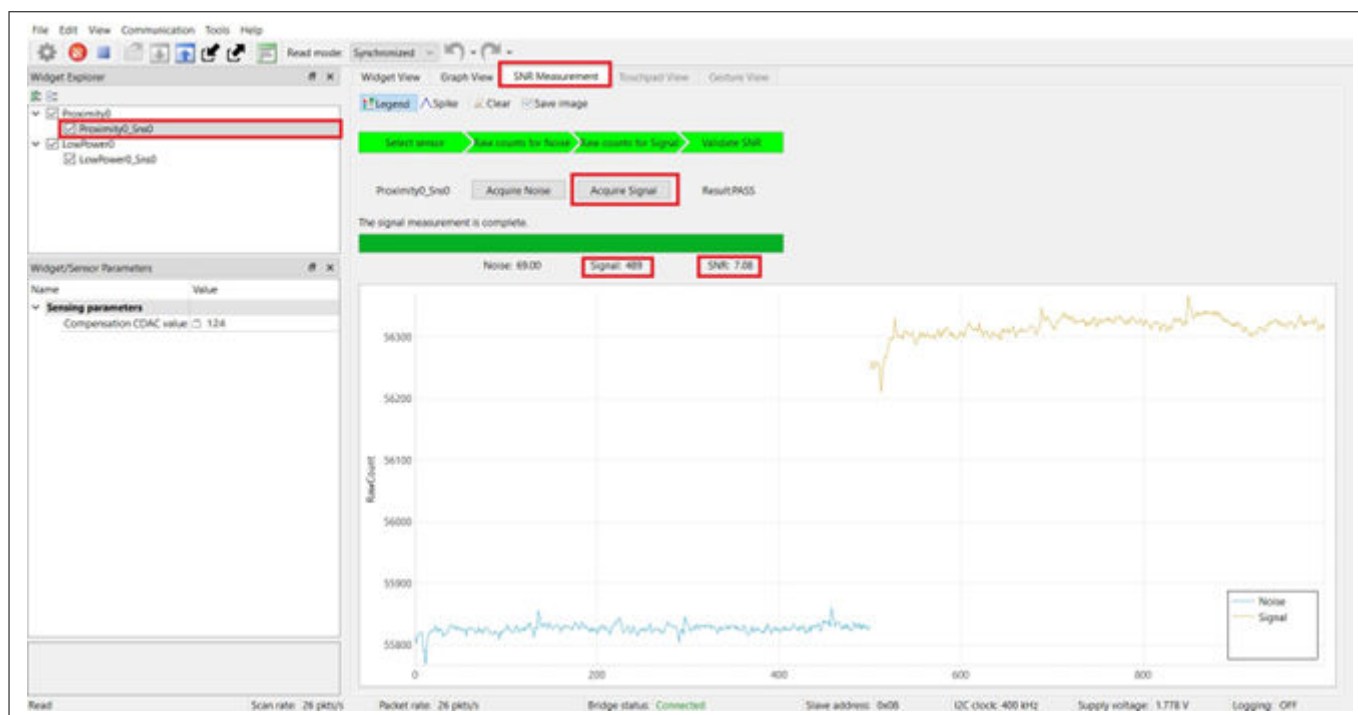 File Edit View Communication Tools Help
Read mode: Synchronized
Widget Explorer
Widget View Graph View SNR Measurement Touchpad View Gesture View
Legend Spike Clear Save image
Proximity0
Proximity0_Sns0
LowPower0
LowPower0_Sns0
Select sensor Raw counts for Noise Raw counts for Signal Validate SNR
Proximity0_Sns0 Acquire Noise Acquire Signal Result:PASS
The signal measurement is complete.
Noise: 69.00 Signal: 489 SNR: 7.08
Widget/Sensor Parameters
Name Value
Sensing parameters
Compensation CDAC value 124
RawCount
56300
56200
56100
56000
55900
55800
0 200 400 600 800
Noise
Signal
Read Scan rate: 26 pkts/s Packet rate: 26 pkts/s Bridge status: Connected Slave address: 0x08 I2C clock: 400 kHz Supply voltage: 1.778 V Logging: OFF